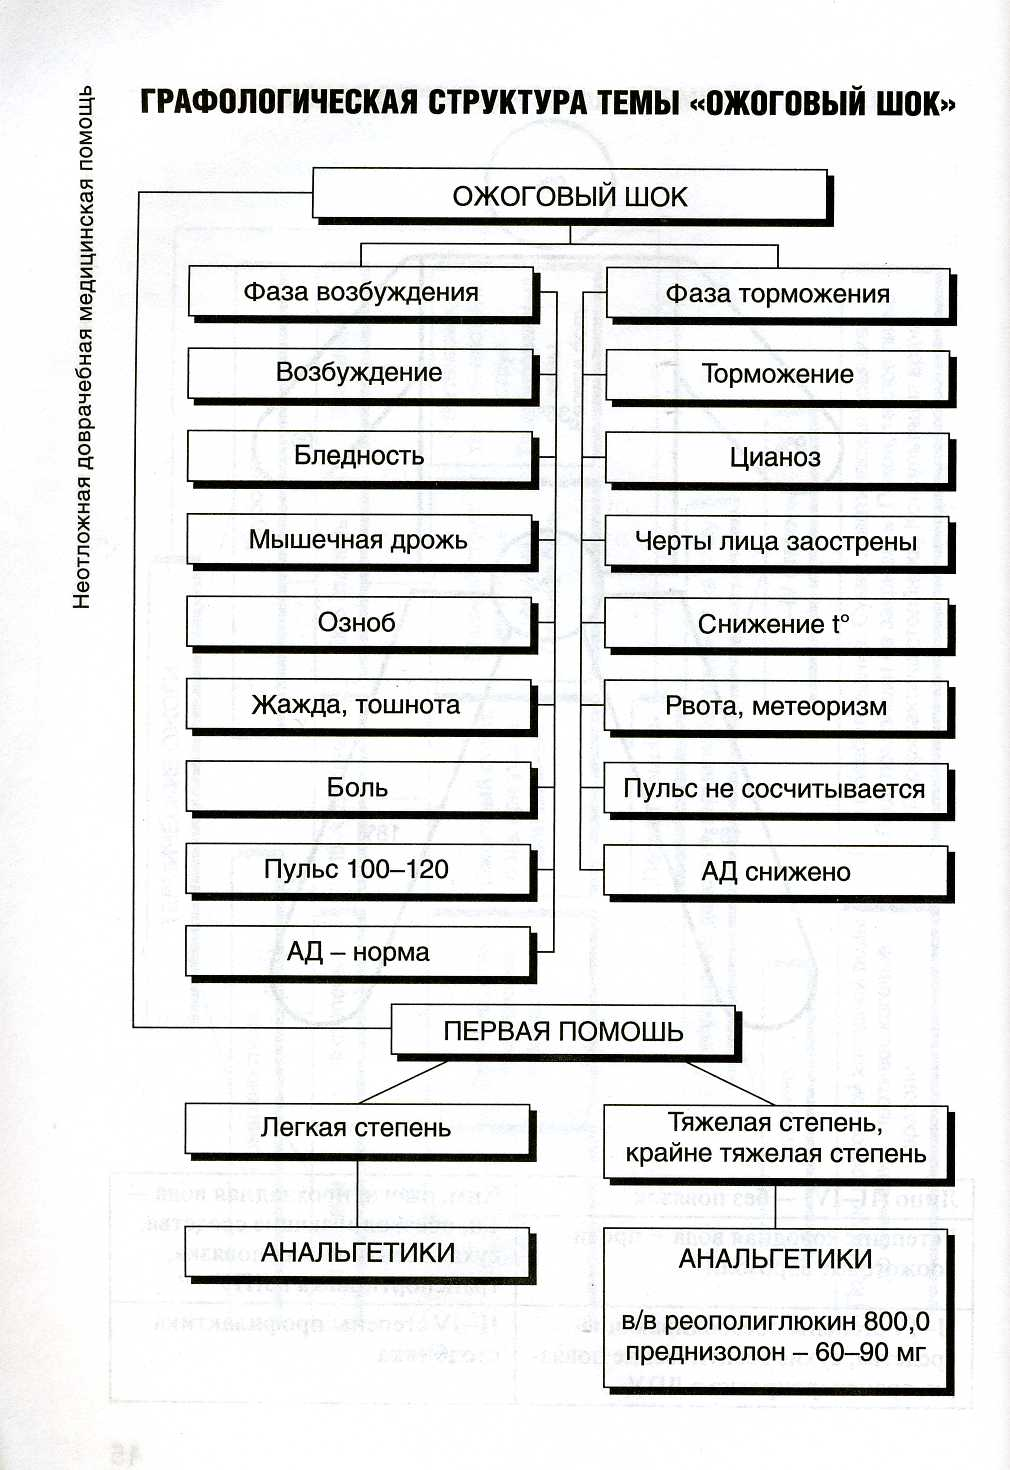 Неотложная доврачебная медицинская помощь
ГРАФОЛОГИЧЕСКАЯ СТРУКТУРА ТЕМЫ «ОЖОГОВЫЙ ШОК»
ОЖОГОВЫЙ ШОК
Фаза возбуждения
Возбуждение
Бледность
Мышечная дрожь
Озноб
Жажда, тошнота
Боль
Пульс 100–120
АД – норма
Фаза торможения
Торможение
Цианоз
Черты лица заострены
Снижение t°
Рвота, метеоризм
Пульс не сосчитывается
АД снижено
ПЕРВАЯ ПОМОШЬ
Легкая степень
АНАЛЬГЕТИКИ
Тяжелая степень,
крайне тяжелая степень
АНАЛЬГЕТИКИ
в/в реополиглюкин 800,0
преднизолон – 60–90 мг